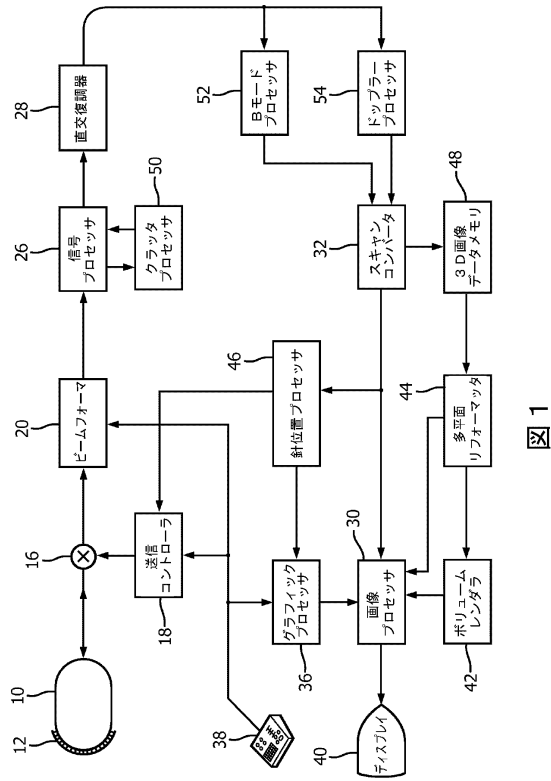 10
12
16
18
送信
コントローラ
20
ビームフォーマ
26
信号
プロセッサ
50
クラッタ
プロセッサ
28
直交復調器
52
Bモード
プロセッサ
54
ドップラー
プロセッサ
32
スキャン
コンバータ
48
3D画像
データメモリ
46
針位置プロセッサ
44
多平面
リフォーマッタ
38
36
グラフィック
プロセッサ
30
画像
プロセッサ
42
ボリューム
レンダラ
40
ディスプレイ
図1